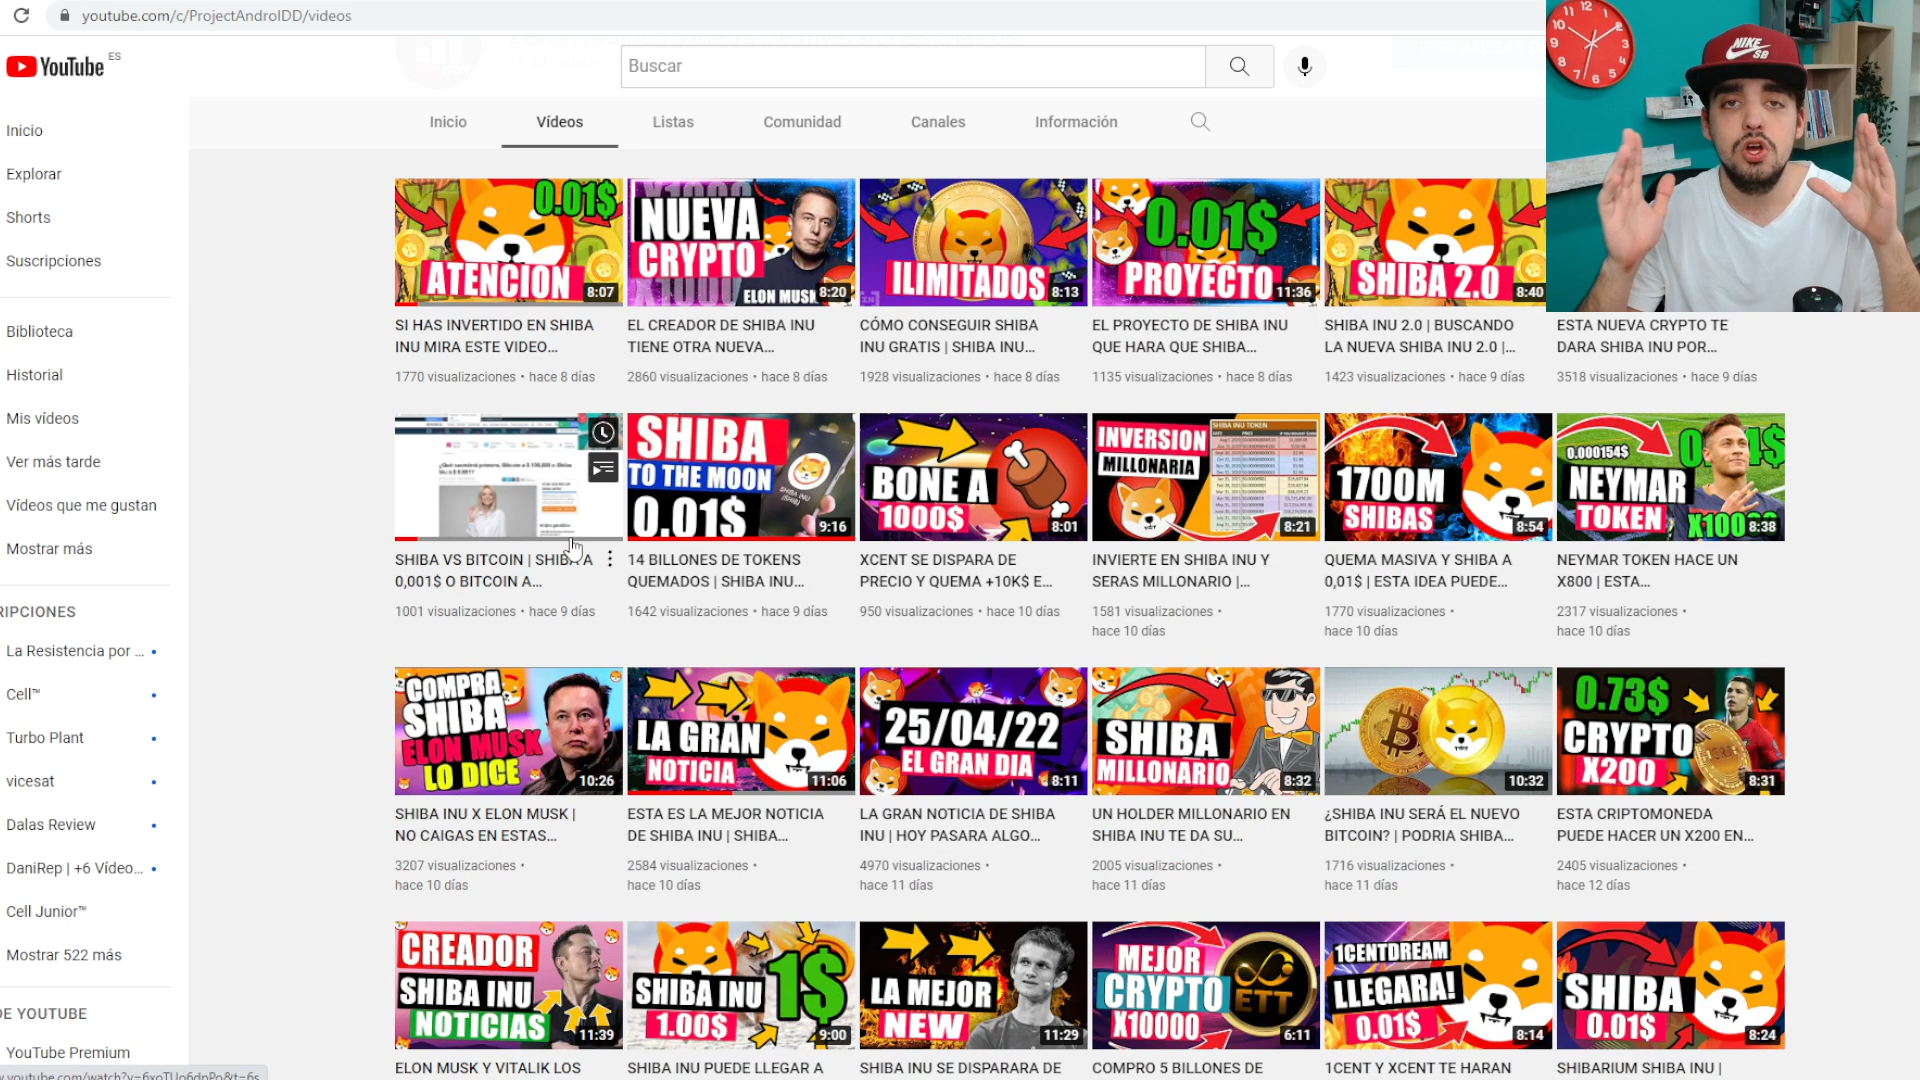 youtube.com/c/ProjectAndroIDD/videos
YouTube ES
Buscar
Inicio
Vídeos
Listas
Comunidad
Canales
Información
Inicio
Explorar
Shorts
Suscripciones
Biblioteca
Historial
Mis vídeos
Ver más tarde
Vídeos que me gustan
Mostrar más
RIPCIONES
La Resistencia por ...
Cell™
Turbo Plant
vicesat
Dalas Review
DaniRep | +6 Vídeo...
Cell Junior™
Mostrar 522 más
DE YOUTUBE
YouTube Premium
0.01$
ATENCION
8:07
SI HAS INVERTIDO EN SHIBA
INU MIRA ESTE VIDEO...
1770 visualizaciones • hace 8 días
X1000
NUEVA
CRYPTO
X1000
ELON MUSK
8:20
EL CREADOR DE SHIBA INU
TIENE OTRA NUEVA...
2860 visualizaciones • hace 8 días
ILIMITADOS
8:13
CÓMO CONSEGUIR SHIBA
INU GRATIS | SHIBA INU...
1928 visualizaciones • hace 8 días
0.01$
PROYECTO
11:36
EL PROYECTO DE SHIBA INU
QUE HARA QUE SHIBA...
1135 visualizaciones • hace 8 días
SHIBA 2.0
8:40
SHIBA INU 2.0 | BUSCANDO
LA NUEVA SHIBA INU 2.0 |...
1423 visualizaciones • hace 9 días
NIKE
SB
ESTA NUEVA CRYPTO TE
DARA SHIBA INU POR...
3518 visualizaciones • hace 9 días
SHIBA VS BITCOIN | SHIBA A
0,001$ O BITCOIN A...
1001 visualizaciones • hace 9 días
SHIBA
TO THE MOON
0.01$
SHIBA INU
(SHIB)
9:16
14 BILLONES DE TOKENS
QUEMADOS | SHIBA INU...
1642 visualizaciones • hace 9 días
BONE A
1000$
8:01
XCENT SE DISPARA DE
PRECIO Y QUEMA +10K$ E...
950 visualizaciones • hace 10 días
INVERSION
MILLONARIA
SHIBA INU TOKEN
8:21
INVIERTE EN SHIBA INU Y
SERAS MILLONARIO |...
1581 visualizaciones •
hace 10 días
1700M
SHIBAS
8:54
QUEMA MASIVA Y SHIBA A
0,01$ | ESTA IDEA PUEDE...
1770 visualizaciones •
hace 10 días
0.000154$
NEYMAR
TOKEN
X100
8:38
NEYMAR TOKEN HACE UN
X800 | ESTA...
2317 visualizaciones •
hace 10 días
COMPRA
SHIBA
ELON MUSK
LO DICE
10:26
SHIBA INU X ELON MUSK |
NO CAIGAS EN ESTAS...
3207 visualizaciones •
hace 10 días
LA GRAN
NOTICIA
11:06
ESTA ES LA MEJOR NOTICIA
DE SHIBA INU | SHIBA...
2584 visualizaciones •
hace 10 días
25/04/22
EL GRAN DIA
8:11
LA GRAN NOTICIA DE SHIBA
INU | HOY PASARA ALGO...
4970 visualizaciones •
hace 11 días
SHIBA
MILLONARIO
8:32
UN HOLDER MILLONARIO EN
SHIBA INU TE DA SU...
2005 visualizaciones •
hace 11 días
10:32
¿SHIBA INU SERÁ EL NUEVO
BITCOIN? | PODRIA SHIBA...
1716 visualizaciones •
hace 11 días
0.73$
CRYPTO
X200
8:31
ESTA CRIPTOMONEDA
PUEDE HACER UN X200 EN...
2405 visualizaciones •
hace 12 días
CREADOR
SHIBA INU
NOTICIAS
11:39
ELON MUSK Y VITALIK LOS
SHIBA INU
1$
1.00$
9:00
SHIBA INU PUEDE LLEGAR A
LA MEJOR
NEW
11:29
SHIBA INU SE DISPARARA DE
MEJOR
CRYPTO
X10000
ETT
6:11
COMPRO 5 BILLONES DE
1CENTDREAM
LLEGARA!
0.01$
8:14
1CENT Y XCENT TE HARAN
SHIBA
0.01$
8:24
SHIBARIUM SHIBA INU |